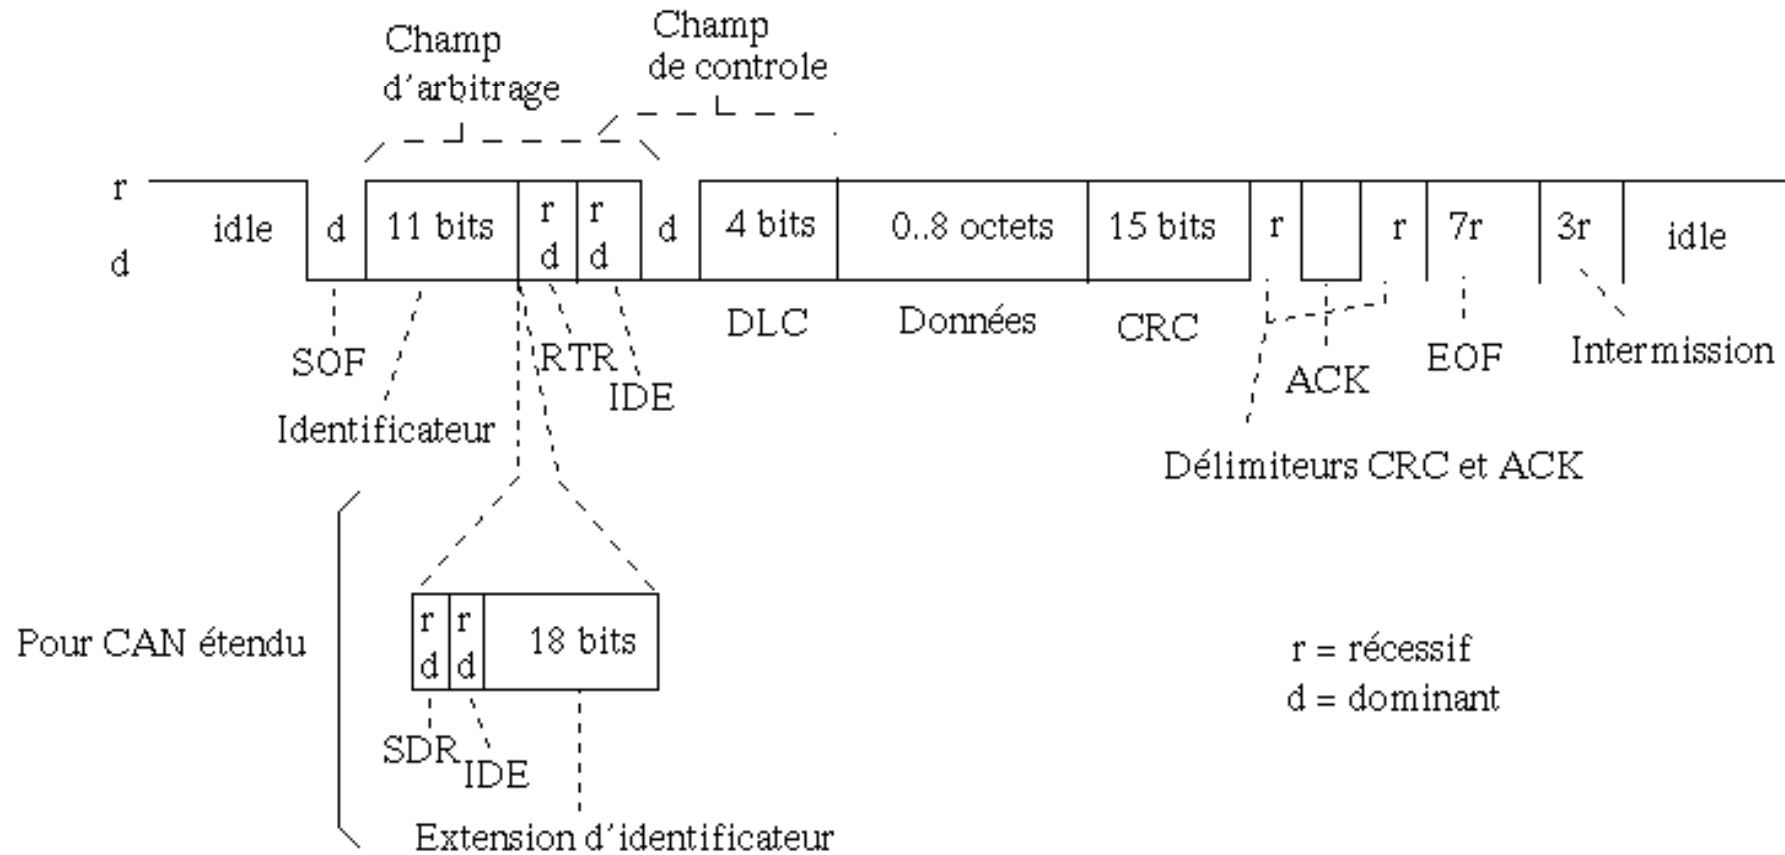 Champ
d'arbitrage
Champ
de controle
r
d
idle
d
11 bits
r
d
r
d
d
4 bits
0..8 octets
15 bits
r
r
7r
3r
idle
SOF
Identificateur
RTR
IDE
DLC
Données
CRC
ACK
EOF
Intermission
Délimiteurs CRC et ACK
Pour CAN étendu
r
d
r
d
18 bits
SDR
IDE
Extension d'identificateur
r = récessif
d = dominant